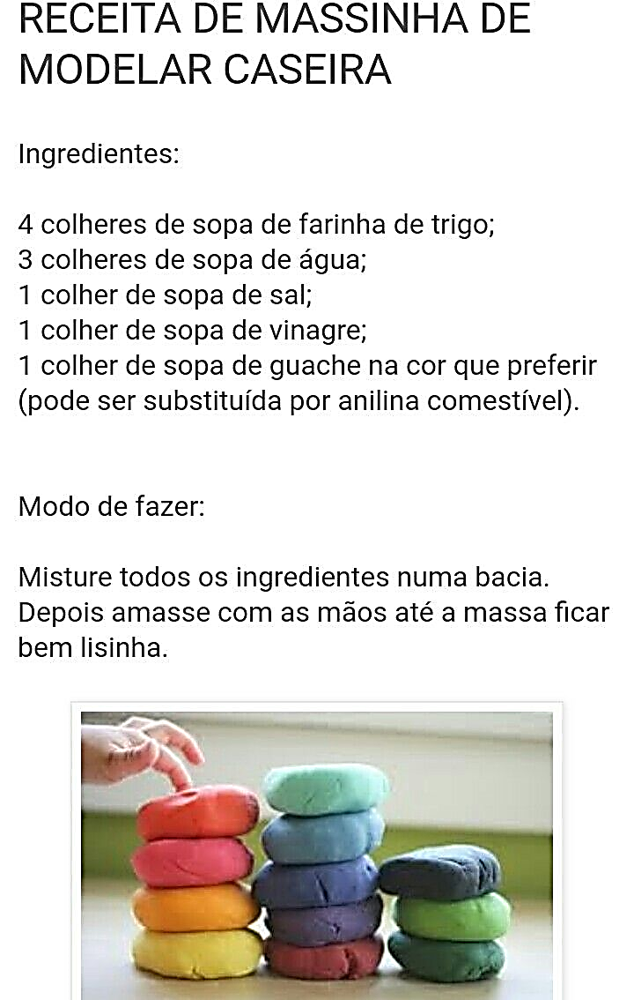 RECEITA DE MASSINHA DE
MODELAR CASEIRA
Ingredientes:
4 colheres de sopa de farinha de trigo;
3 colheres de sopa de água;
1 colher de sopa de sal;
1 colher de sopa de vinagre;
1 colher de sopa de guache na cor que preferir
(pode ser substituída por anilina comestível).
Modo de fazer:
Misture todos os ingredientes numa bacia.
Depois amasse com as mãos até a massa ficar
bem lisinha.